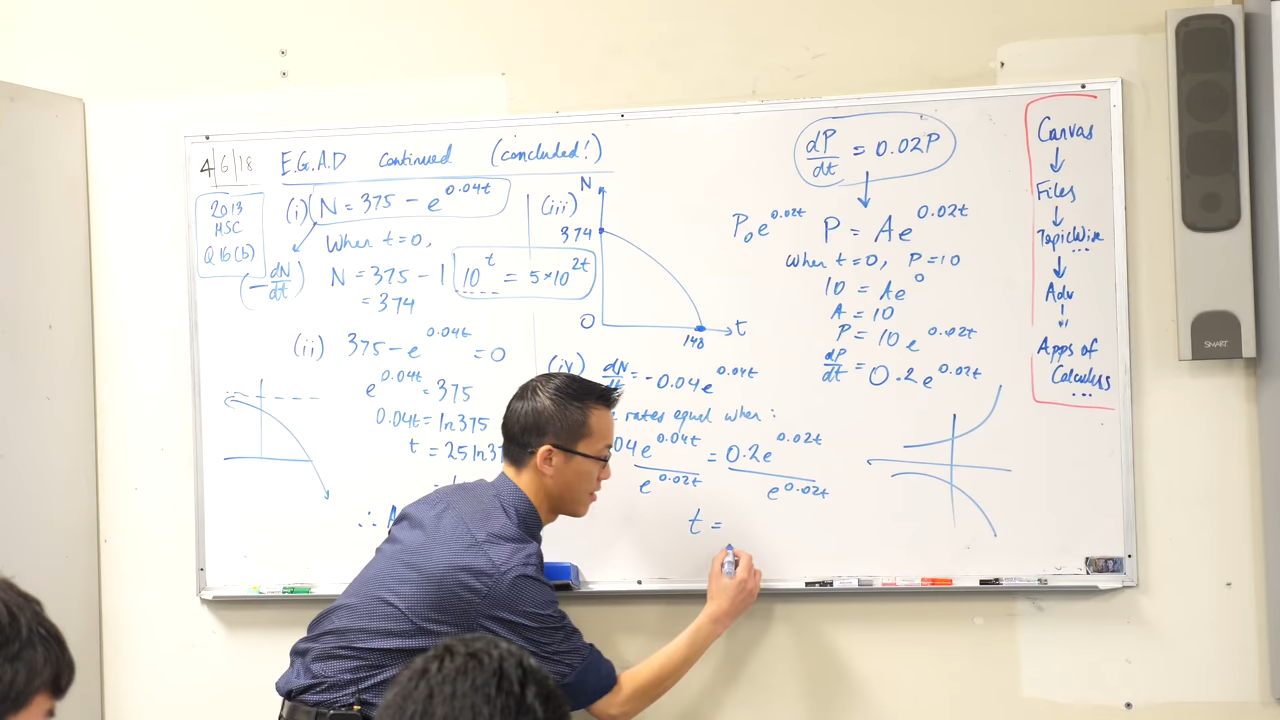 4/6/18
E.G.A.D Continued (concluded!)
2013
HSC
Q16(b)
(i) N = 375 - e^0.04t
When t=0,
(-dN/dt)
N = 375 - 1
= 374
10^t = 5×10^2t
(ii) 375 - e^0.04t = 0
e^0.04t = 375
0.04t = ln375
t = 25ln37
∴ A
(iii)
N
374
0
148
t
(iv) dN/dt = -0.04e^0.04t
rates equal when:
04e^0.04t / e^0.02t = 0.2e^0.02t / e^0.02t
t =
dP/dt = 0.02P
P₀e^0.02t
P = Ae^0.02t
When t=0, P=10
10 = Ae^0
A = 10
P = 10e^0.02t
dP/dt = 0.2e^0.02t
Canvas
↓
Files
↓
TopicWise
...
↓
Adv
↓
Apps of
Calculus
...
SMART